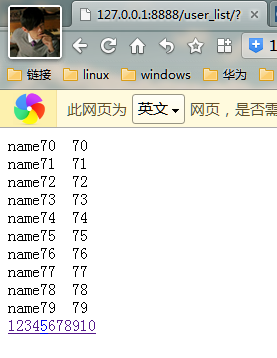 127.0.0.1:8888/user_list/?
链接 linux windows 华为
此网页为 英文 网页，是否需
name70 70
name71 71
name72 72
name73 73
name74 74
name75 75
name76 76
name77 77
name78 78
name79 79
12345678910